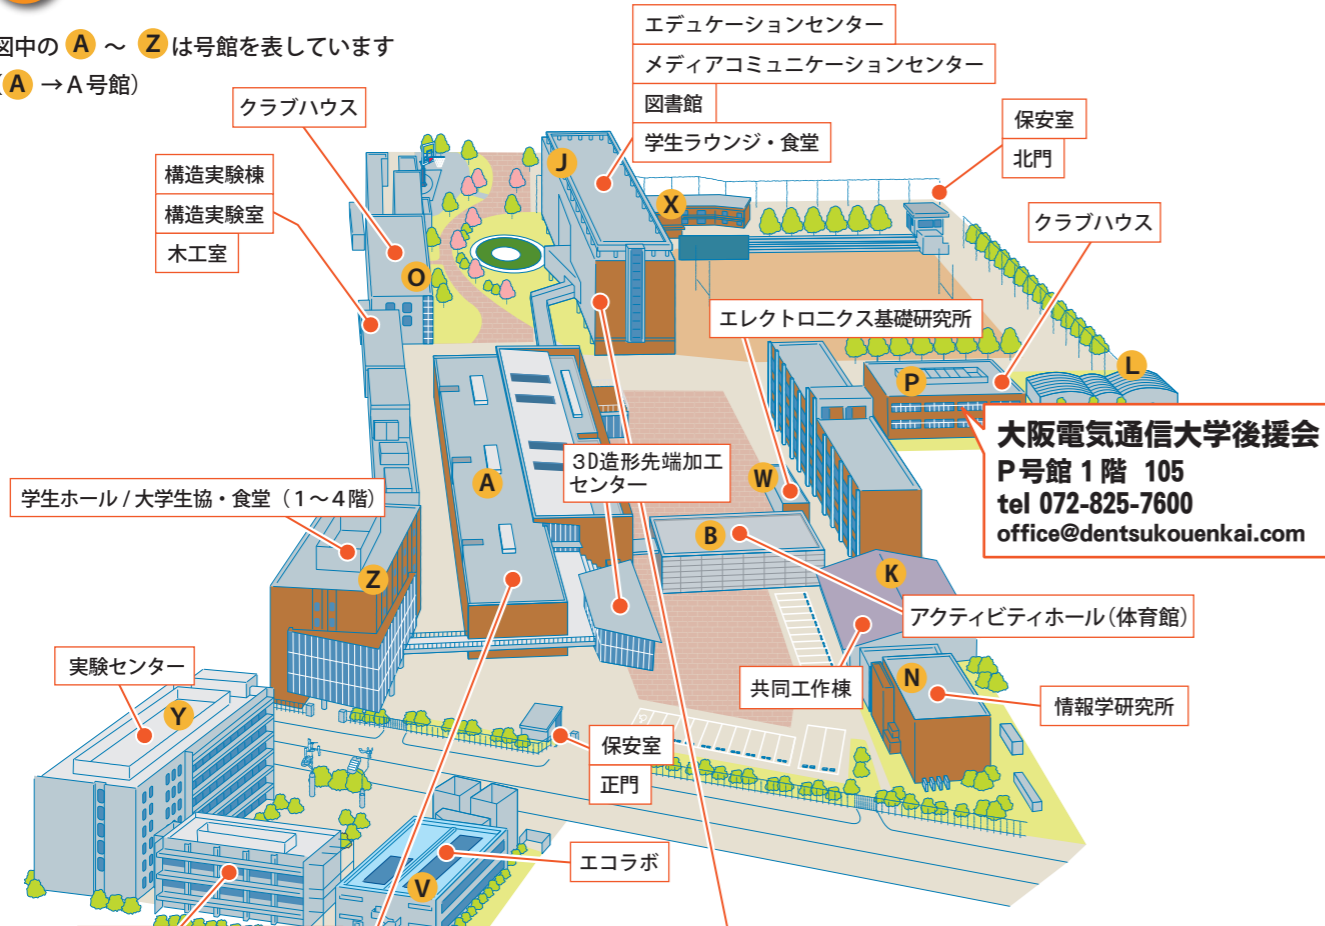 図中の A ～ Z は号館を表しています
（A →A号館）
エデュケーションセンター
メディアコミュニケーションセンター
図書館
学生ラウンジ・食堂
クラブハウス
保安室
北門
構造実験棟
構造実験室
木工室
クラブハウス
J
X
O
エレクトロニクス基礎研究所
P
L
大阪電気通信大学後援会
P号館1階 105
tel 072-825-7600
office@dentsukouenkai.com
3D造形先端加工
センター
A
W
学生ホール / 大学生協・食堂（1～4階）
B
Z
K
アクティビティホール（体育館）
実験センター
共同工作棟
N
情報学研究所
Y
保安室
正門
エコラボ
V